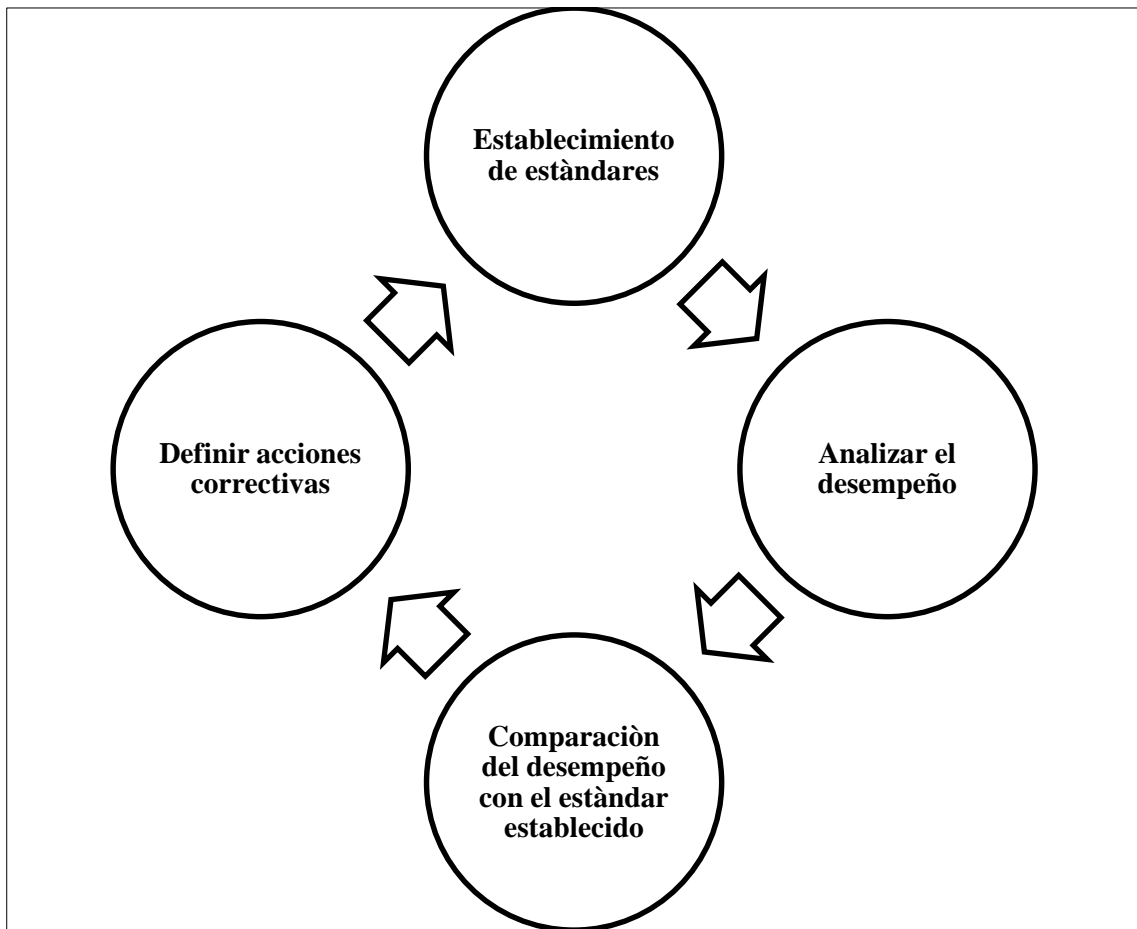 Establecimiento
de estàndares
Analizar el
desempeño
Comparaciòn
del desempeño
con el estàndar
establecido
Definir acciones
correctivas